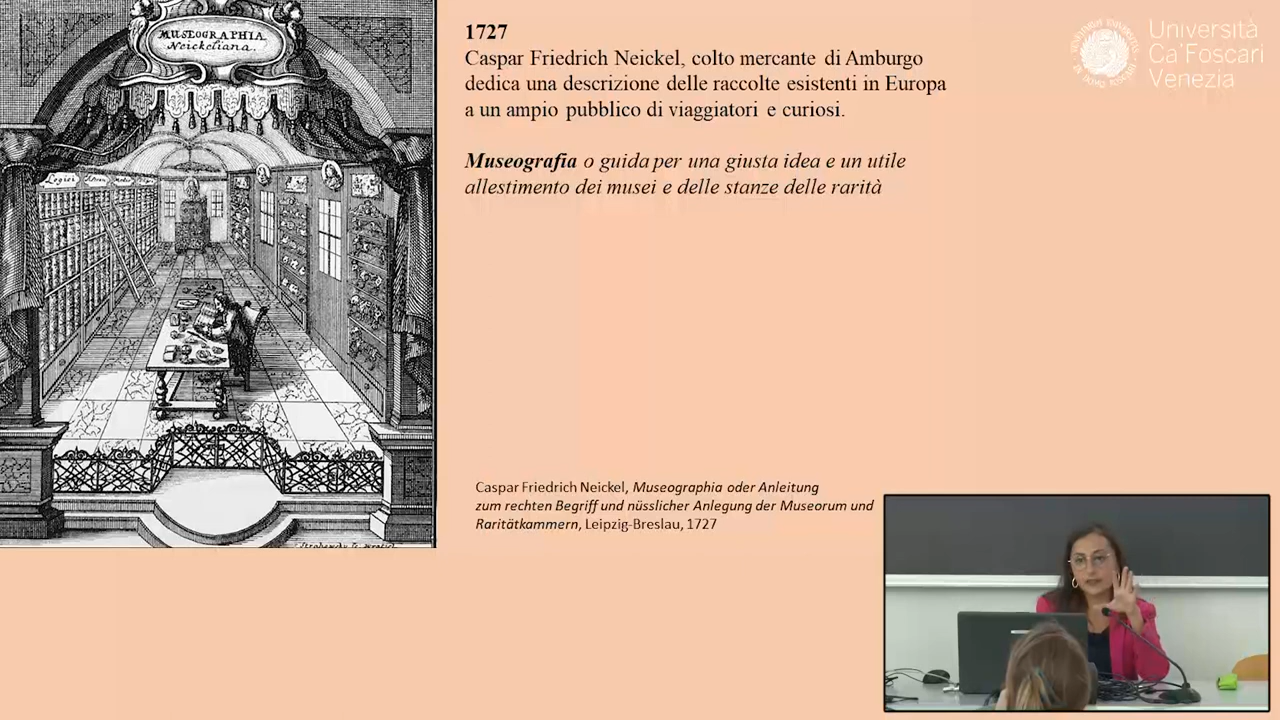 MUSEOGRAPHIA
Neickeliana.
1727
Caspar Friedrich Neickel, colto mercante di Amburgo
dedica una descrizione delle raccolte esistenti in Europa
a un ampio pubblico di viaggiatori e curiosi.
Museografia o guida per una giusta idea e un utile
allestimento dei musei e delle stanze delle rarità
Università
Ca'Foscari
Venezia
Logici
Caspar Friedrich Neickel, Museographia oder Anleitung
zum rechten Begriff und nüsslicher Anlegung der Museorum und
Raritätkammern, Leipzig-Breslau, 1727